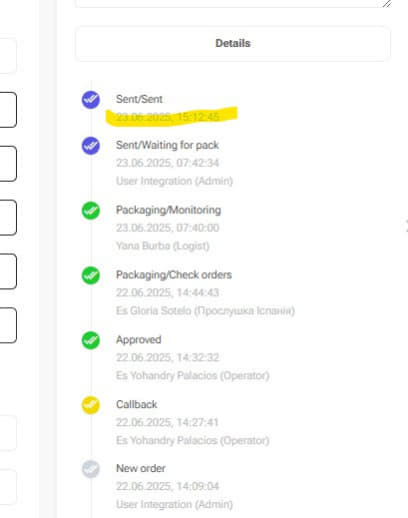 Details
Sent/Sent
23.06.2025, 15:12:45
Sent/Waiting for pack
23.06.2025, 07:42:34
User Integration (Admin)
Packaging/Monitoring
23.06.2025, 07:40:00
Yana Burba (Logist)
Packaging/Check orders
22.06.2025, 14:44:43
Es Gloria Sotelo (Прослушка Іспанія)
Approved
22.06.2025, 14:32:32
Es Yohandry Palacios (Operator)
Callback
22.06.2025, 14:27:41
Es Yohandry Palacios (Operator)
New order
22.06.2025, 14:09:04
User Integration (Admin)